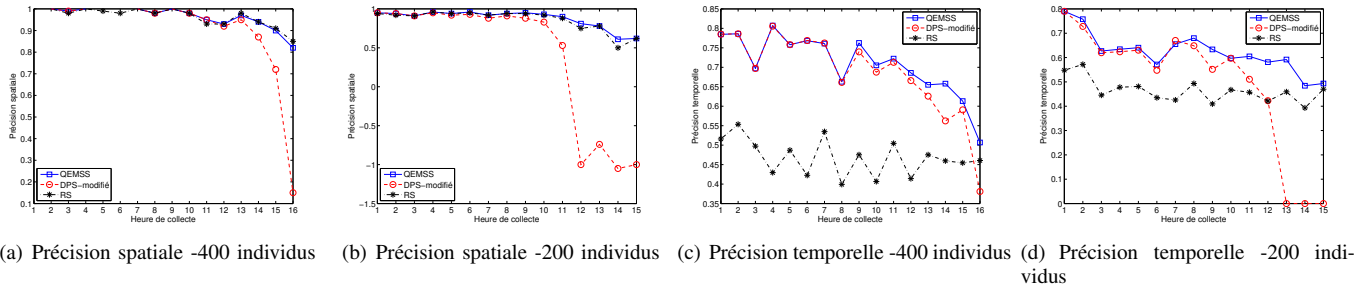 1
0.9
0.8
0.7
0.6
0.5
0.4
0.3
0.2
0.1
Précision spatiale
QEMSS
DPS−modifié
RS
1 2 3 4 5 6 7 8 9 10 11 12 13 14 15 16
Heure de collecte
(a) Précision spatiale -400 individus
1
0.5
0
−0.5
−1
−1.5
Précision spatiale
QEMSS
DPS−modifié
RS
1 2 3 4 5 6 7 8 9 10 11 12 13 14 15
Heure de collecte
(b) Précision spatiale -200 individus
0.85
0.8
0.75
0.7
0.65
0.6
0.55
0.5
0.45
0.4
0.35
Précision temporelle
QEMSS
DPS−modifié
RS
1 2 3 4 5 6 7 8 9 10 11 12 13 14 15 16
Heure de collecte
(c) Précision temporelle -400 individus
0.8
0.7
0.6
0.5
0.4
0.3
0.2
0.1
0
Précision temporelle
QEMSS
DPS−modifié
RS
1 2 3 4 5 6 7 8 9 10 11 12 13 14 15
Heure de collecte
(d) Précision temporelle -200 indi-
vidus